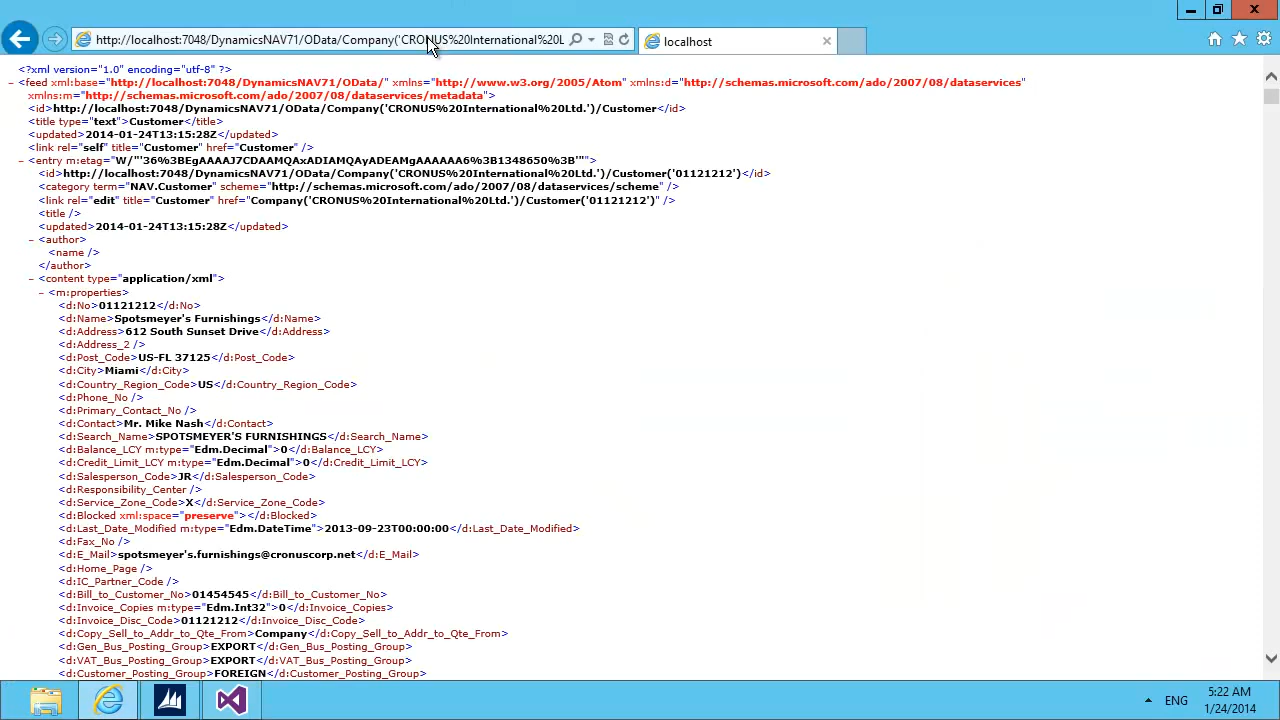 http://localhost:7048/DynamicsNAV71/OData/Company('CRONUS%20International%20L
localhost
<?xml version="1.0" encoding="utf-8" ?>
- <feed xml:base="http://localhost:7048/DynamicsNAV71/OData/" xmlns="http://www.w3.org/2005/Atom" xmlns:d="http://schemas.microsoft.com/ado/2007/08/dataservices"
xmlns:m="http://schemas.microsoft.com/ado/2007/08/dataservices/metadata">
<id>http://localhost:7048/DynamicsNAV71/OData/Company('CRONUS%20International%20Ltd.')/Customer</id>
<title type="text">Customer</title>
<updated>2014-01-24T13:15:28Z</updated>
<link rel="self" title="Customer" href="Customer" />
- <entry m:etag="W/"'36%3BEgAAAAJ7CDAAMQAxADIAMQAyADEAMgAAAAAA6%3B1348650%3B'"">
<id>http://localhost:7048/DynamicsNAV71/OData/Company('CRONUS%20International%20Ltd.')/Customer('01121212')</id>
<category term="NAV.Customer" scheme="http://schemas.microsoft.com/ado/2007/08/dataservices/scheme" />
<link rel="edit" title="Customer" href="Company('CRONUS%20International%20Ltd.')/Customer('01121212')" />
<title />
<updated>2014-01-24T13:15:28Z</updated>
- <author>
<name />
</author>
- <content type="application/xml">
- <m:properties>
<d:No>01121212</d:No>
<d:Name>Spotsmeyer's Furnishings</d:Name>
<d:Address>612 South Sunset Drive</d:Address>
<d:Address_2 />
<d:Post_Code>US-FL 37125</d:Post_Code>
<d:City>Miami</d:City>
<d:Country_Region_Code>US</d:Country_Region_Code>
<d:Phone_No />
<d:Primary_Contact_No />
<d:Contact>Mr. Mike Nash</d:Contact>
<d:Search_Name>SPOTSMEYER'S FURNISHINGS</d:Search_Name>
<d:Balance_LCY m:type="Edm.Decimal">0</d:Balance_LCY>
<d:Credit_Limit_LCY m:type="Edm.Decimal">0</d:Credit_Limit_LCY>
<d:Salesperson_Code>JR</d:Salesperson_Code>
<d:Responsibility_Center />
<d:Service_Zone_Code>X</d:Service_Zone_Code>
<d:Blocked xml:space="preserve"></d:Blocked>
<d:Last_Date_Modified m:type="Edm.DateTime">2013-09-23T00:00:00</d:Last_Date_Modified>
<d:Fax_No />
<d:E_Mail>spotsmeyer's.furnishings@cronuscorp.net</d:E_Mail>
<d:Home_Page />
<d:IC_Partner_Code />
<d:Bill_to_Customer_No>01454545</d:Bill_to_Customer_No>
<d:Invoice_Copies m:type="Edm.Int32">0</d:Invoice_Copies>
<d:Invoice_Disc_Code>01121212</d:Invoice_Disc_Code>
<d:Copy_Sell_to_Addr_to_Qte_From>Company</d:Copy_Sell_to_Addr_to_Qte_From>
<d:Gen_Bus_Posting_Group>EXPORT</d:Gen_Bus_Posting_Group>
<d:VAT_Bus_Posting_Group>EXPORT</d:VAT_Bus_Posting_Group>
<d:Customer_Posting_Group>FOREIGN</d:Customer_Posting_Group>
ENG
5:22 AM
1/24/2014